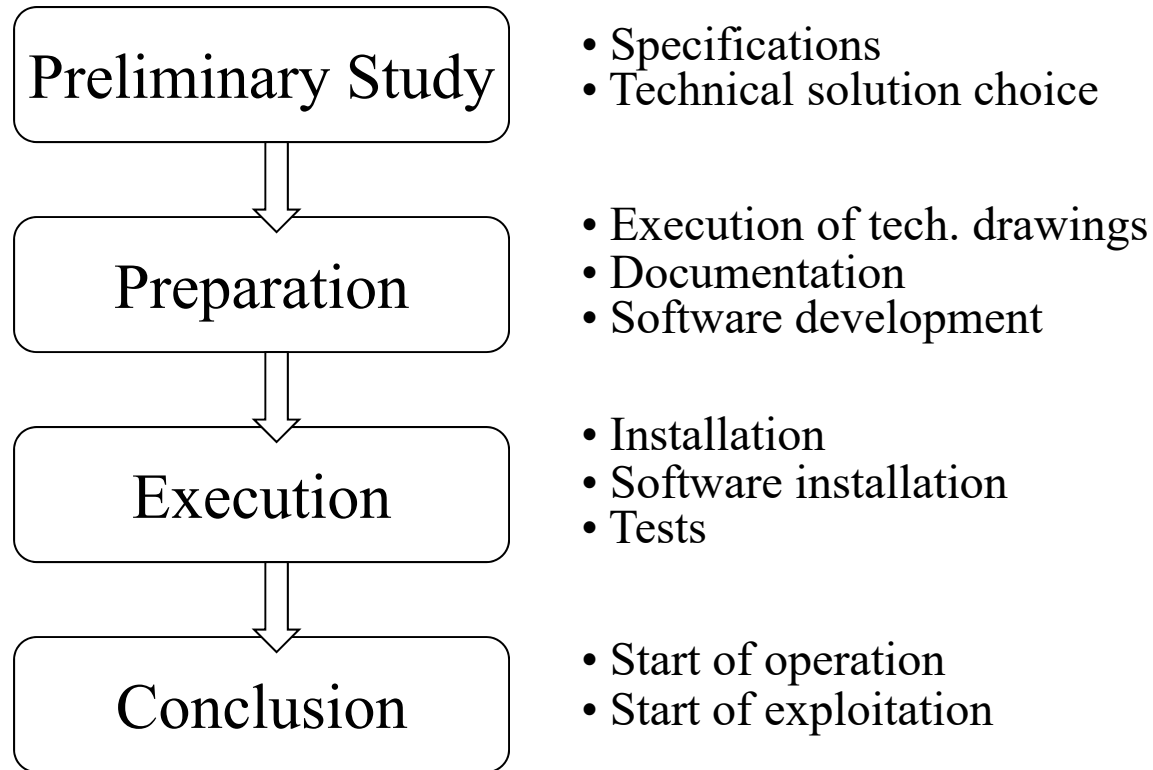 Preliminary Study
• Specifications
• Technical solution choice
Preparation
• Execution of tech. drawings
• Documentation
• Software development
Execution
• Installation
• Software installation
• Tests
Conclusion
• Start of operation
• Start of exploitation